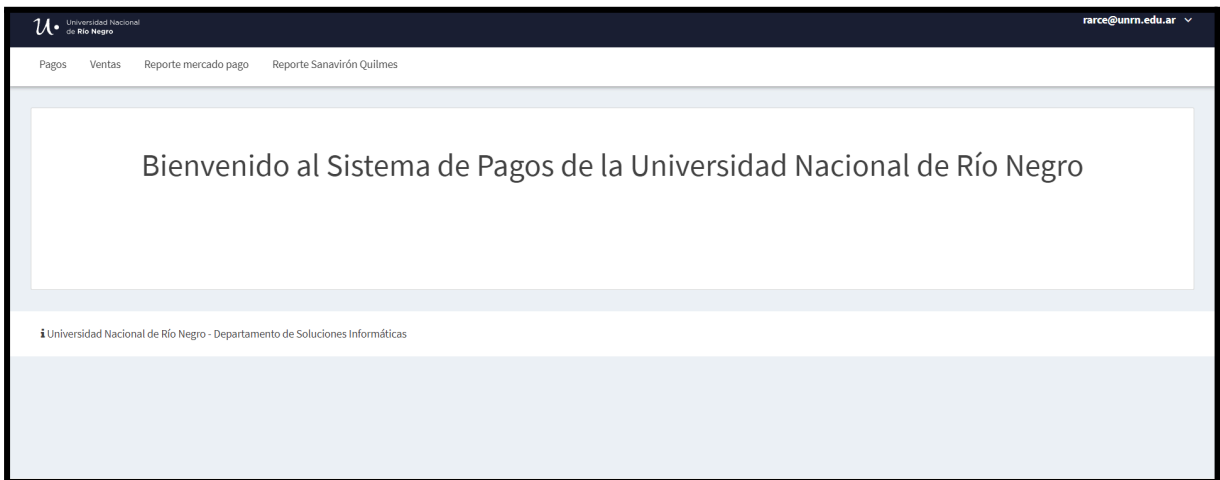 Universidad Nacional
de Río Negro
rarce@unrn.edu.ar
Pagos Ventas Reporte mercado pago Reporte Sanavirón Quilmes
Bienvenido al Sistema de Pagos de la Universidad Nacional de Río Negro
Universidad Nacional de Río Negro - Departamento de Soluciones Informáticas